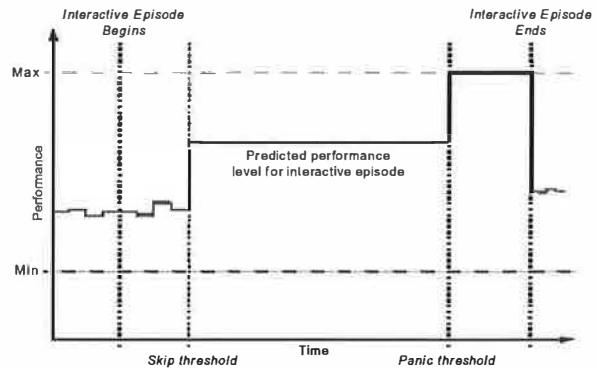 Interactive Episode
Begins
Interactive Episode
Ends
Max
Predicted performance
level for interactive episode
Performance
Min
Time
Skip threshold
Panic threshold